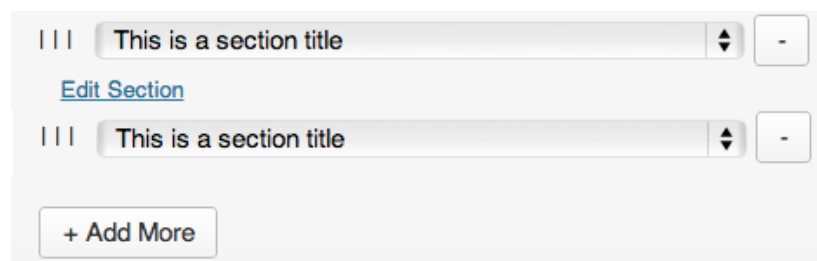 ||| This is a section title -
Edit Section
||| This is a section title -
+ Add More